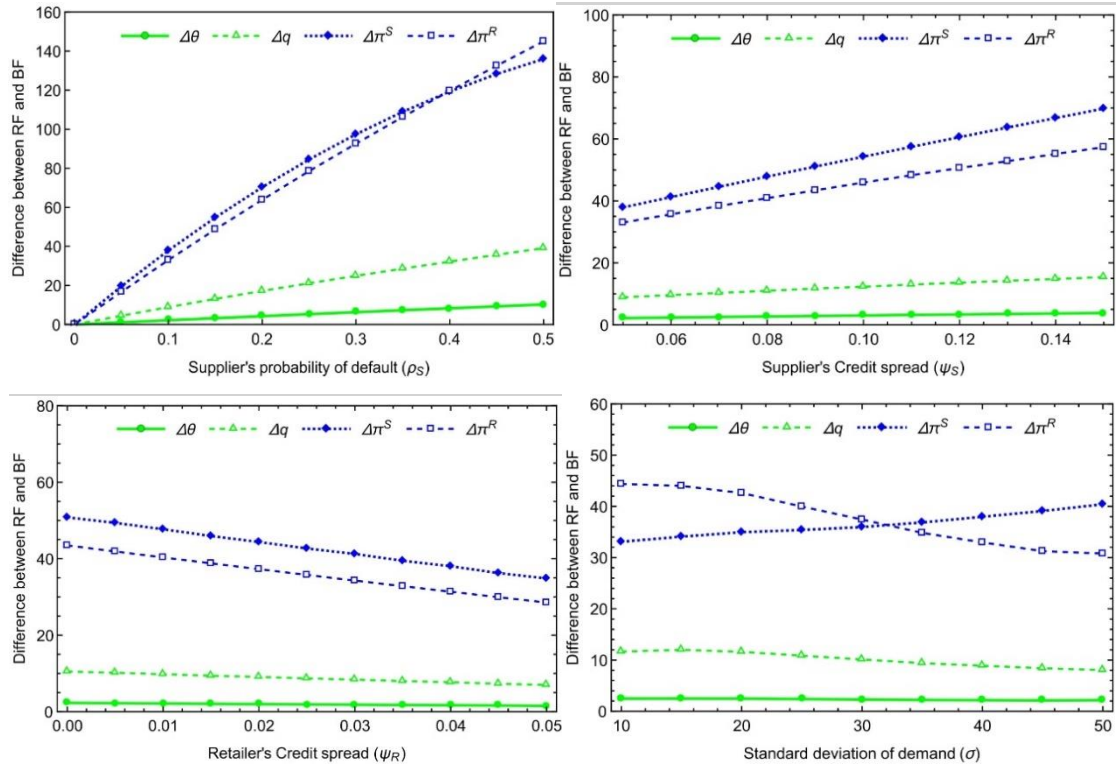 160
140
120
100
80
60
40
20
0
Difference between RF and BF
Δθ Δq Δπ^S Δπ^R
0 0.1 0.2 0.3 0.4 0.5
Supplier's probability of default (ρ_S)
100
80
60
40
20
0
Difference between RF and BF
Δθ Δq Δπ^S Δπ^R
0.06 0.08 0.10 0.12 0.14
Supplier's Credit spread (ψ_S)
80
70
60
50
40
30
20
10
0
Difference between RF and BF
Δθ Δq Δπ^S Δπ^R
0.00 0.01 0.02 0.03 0.04 0.05
Retailer's Credit spread (ψ_R)
60
50
40
30
20
10
0
Difference between RF and BF
Δθ Δq Δπ^S Δπ^R
10 20 30 40 50
Standard deviation of demand (σ)